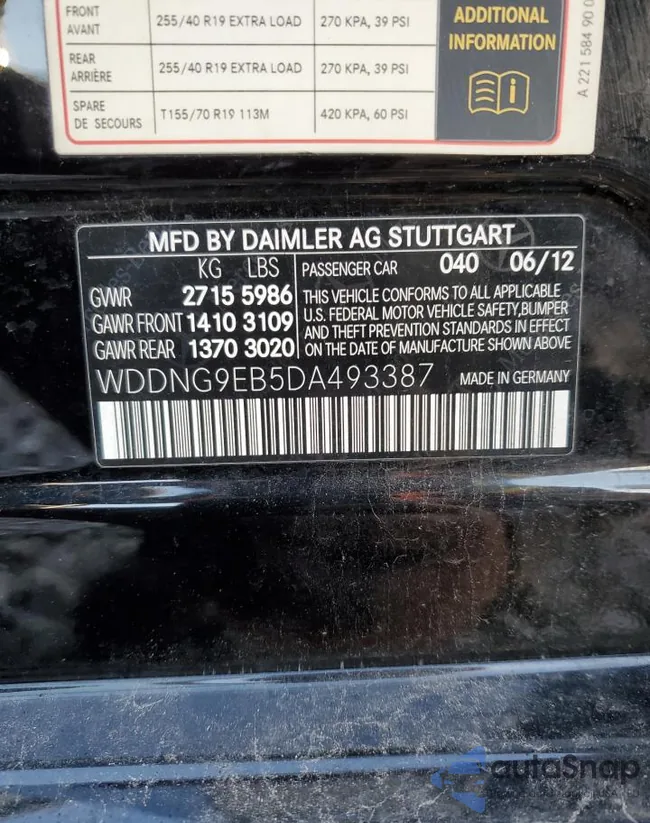 FRONT
AVANT
255/40 R19 EXTRA LOAD
270 KPA, 39 PSI
REAR
ARRIÈRE
255/40 R19 EXTRA LOAD
270 KPA, 39 PSI
SPARE
DE SECOURS
T155/70 R19 113M
420 KPA, 60 PSI
ADDITIONAL
INFORMATION
A 221 584 90 0
MFD BY DAIMLER AG STUTTGART
KG LBS PASSENGER CAR 040 06/12
GVWR 2715 5986
GAWR FRONT 1410 3109
GAWR REAR 1370 3020
THIS VEHICLE CONFORMS TO ALL APPLICABLE
U.S. FEDERAL MOTOR VEHICLE SAFETY,BUMPER
AND THEFT PREVENTION STANDARDS IN EFFECT
ON THE DATE OF MANUFACTURE SHOWN ABOVE
WDDNG9EB5DA493387 MADE IN GERMANY
autoSnap